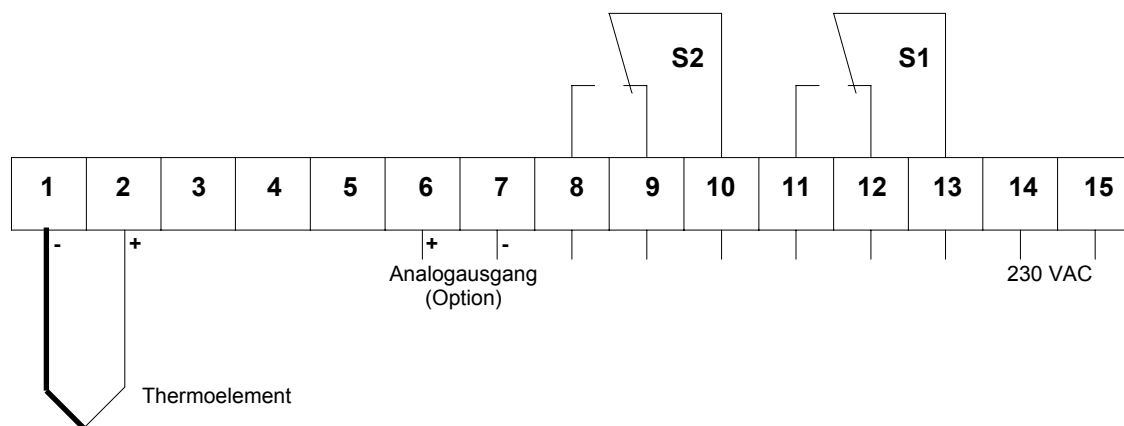 S2 S1
1 2 3 4 5 6 7 8 9 10 11 12 13 14 15
- + + -
Analogausgang 230 VAC
(Option)
Thermoelement